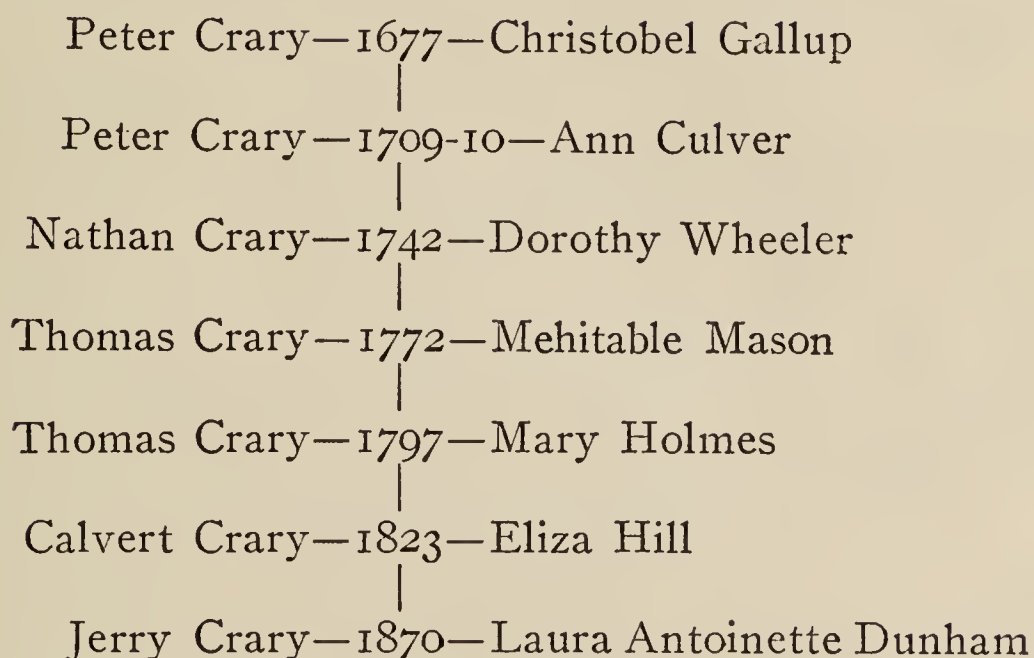 Peter Crary—1677—Christobel Gallup
Peter Crary—1709-10—Ann Culver
Nathan Crary—1742—Dorothy Wheeler
Thomas Crary—1772—Mehitable Mason
Thomas Crary—1797—Mary Holmes
Calvert Crary—1823—Eliza Hill
Jerry Crary—1870—Laura Antoinette Dunham